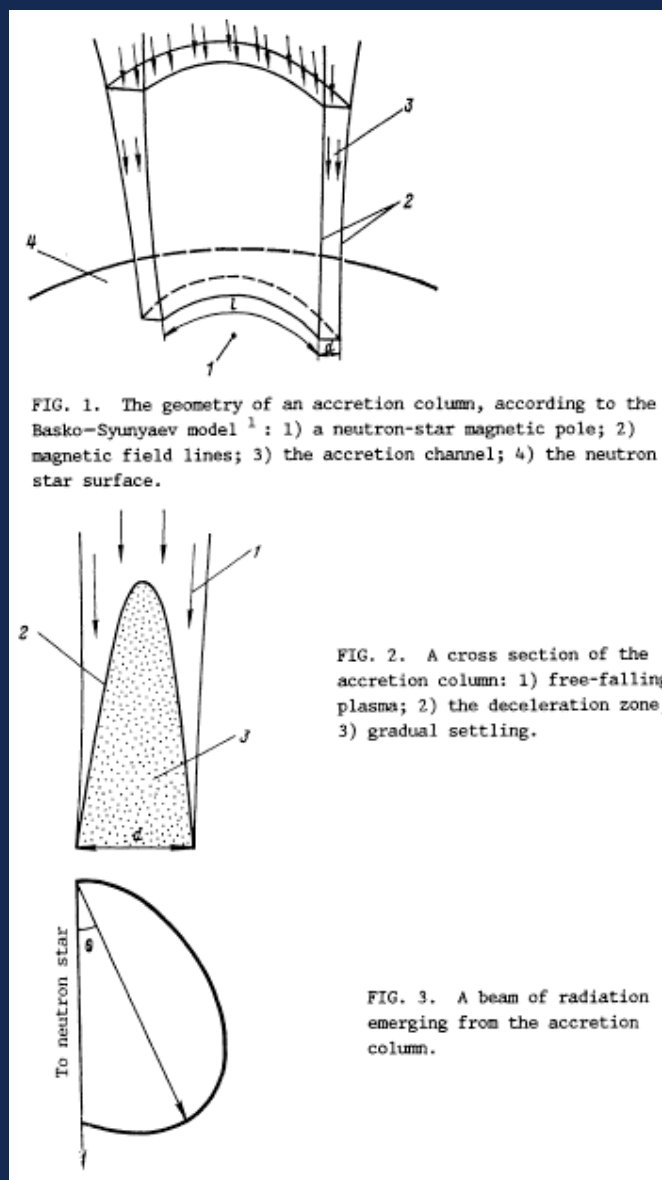 3
2
4
l
d
1
FIG. 1. The geometry of an accretion column, according to the
Basko—Syunyaev model 1 : 1) a neutron-star magnetic pole; 2)
magnetic field lines; 3) the accretion channel; 4) the neutron
star surface.
1
2
3
d
FIG. 2. A cross section of the
accretion column: 1) free-falling
plasma; 2) the deceleration zone
3) gradual settling.
To neutron star
θ
FIG. 3. A beam of radiation
emerging from the accretion
column.